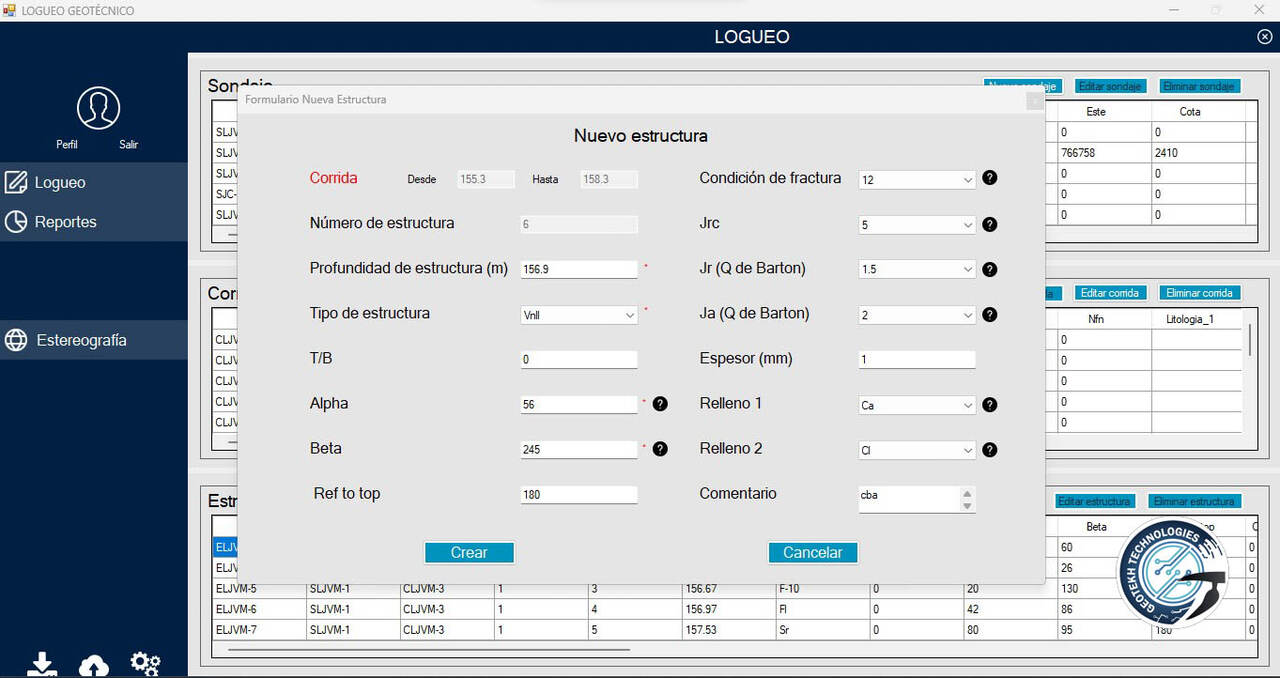 LOGUEO GEOTÉCNICO
LOGUEO
Perfil Salir
Logueo
Reportes
Estereografía
Editar sondaje Eliminar sondaje
Este Cota
SLJV 0 0
SLJV 766758 2410
SLJV 0 0
SJC- 0 0
SLJV 0 0
Formulario Nueva Estructura
Nuevo estructura
Corrida Desde 155.3 Hasta 158.3
Número de estructura 6
Profundidad de estructura (m) 156.9 *
Tipo de estructura Vnll *
T/B 0
Alpha 56 * ?
Beta 245 * ?
Ref to top 180
Condición de fractura 12 ?
Jrc 5 ?
Jr (Q de Barton) 1.5 ?
Ja (Q de Barton) 2 ?
Espesor (mm) 1
Relleno 1 Ca ?
Relleno 2 Cl ?
Comentario cba
Crear Cancelar
Editar corrida Eliminar corrida
Nfn Litologia_1
CLJV 0
CLJV 0
CLJV 0
CLJV 0
CLJV 0
Estr Editar estructura Eliminar estructura
Beta
ELJV 60 0
ELJV 26 0
ELJVM-5 SLJVM-1 CLJVM-3 1 3 156.67 F-10 0 20 130 0
ELJVM-6 SLJVM-1 CLJVM-3 1 4 156.97 Fl 0 42 86 0
ELJVM-7 SLJVM-1 CLJVM-3 1 5 157.53 Sr 0 80 95 180 0
GEOTEKH TECHNOLOGIES